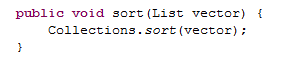 public void sort(List vector) {
    Collections.sort(vector);
}